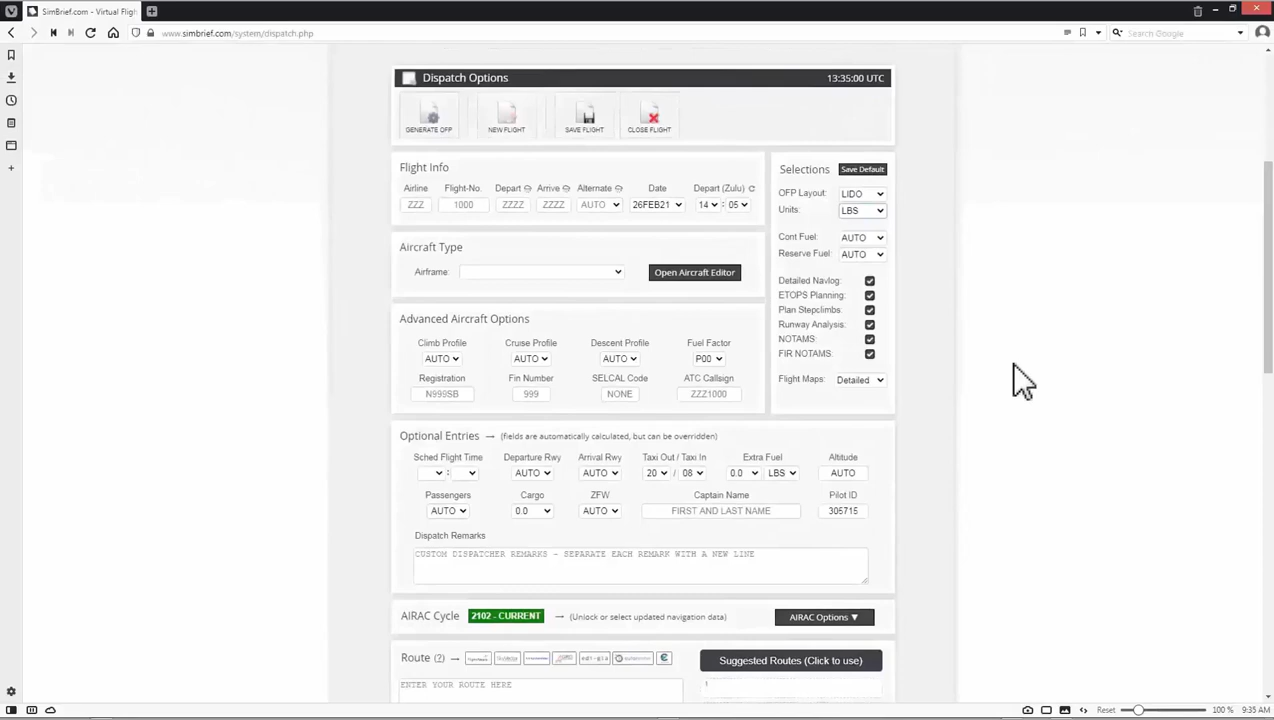 SimBrief.com - Virtual Fligh
www.simbrief.com/system/dispatch.php
Search Google
Dispatch Options
13:35:00 UTC
GENERATE OFP
NEW FLIGHT
SAVE FLIGHT
CLOSE FLIGHT
Flight Info
Airline Flight-No. Depart Arrive Alternate Date Depart (Zulu)
ZZZ 1000 ZZZZ ZZZZ AUTO 26FEB21 14 : 05
Selections Save Default
OFP Layout: LIDO
Units: LBS
Cont Fuel: AUTO
Reserve Fuel: AUTO
Detailed Navlog:
ETOPS Planning:
Plan Stepclimbs:
Runway Analysis:
NOTAMS:
FIR NOTAMS:
Flight Maps: Detailed
Aircraft Type
Airframe: Open Aircraft Editor
Advanced Aircraft Options
Climb Profile Cruise Profile Descent Profile Fuel Factor
AUTO AUTO AUTO P00
Registration Fin Number SELCAL Code ATC Callsign
N999SB 999 NONE ZZZ1000
Optional Entries → (fields are automatically calculated, but can be overridden)
Sched Flight Time Departure Rwy Arrival Rwy Taxi Out / Taxi In Extra Fuel Altitude
: AUTO AUTO 20 / 08 0.0 LBS AUTO
Passengers Cargo ZFW Captain Name Pilot ID
AUTO 0.0 AUTO FIRST AND LAST NAME 305715
Dispatch Remarks
CUSTOM DISPATCHER REMARKS - SEPARATE EACH REMARK WITH A NEW LINE
AIRAC Cycle 2102 - CURRENT → (Unlock or select updated navigation data) AIRAC Options ▼
Route (?) → Suggested Routes (Click to use)
ENTER YOUR ROUTE HERE
Reset 100 % 9:35 AM